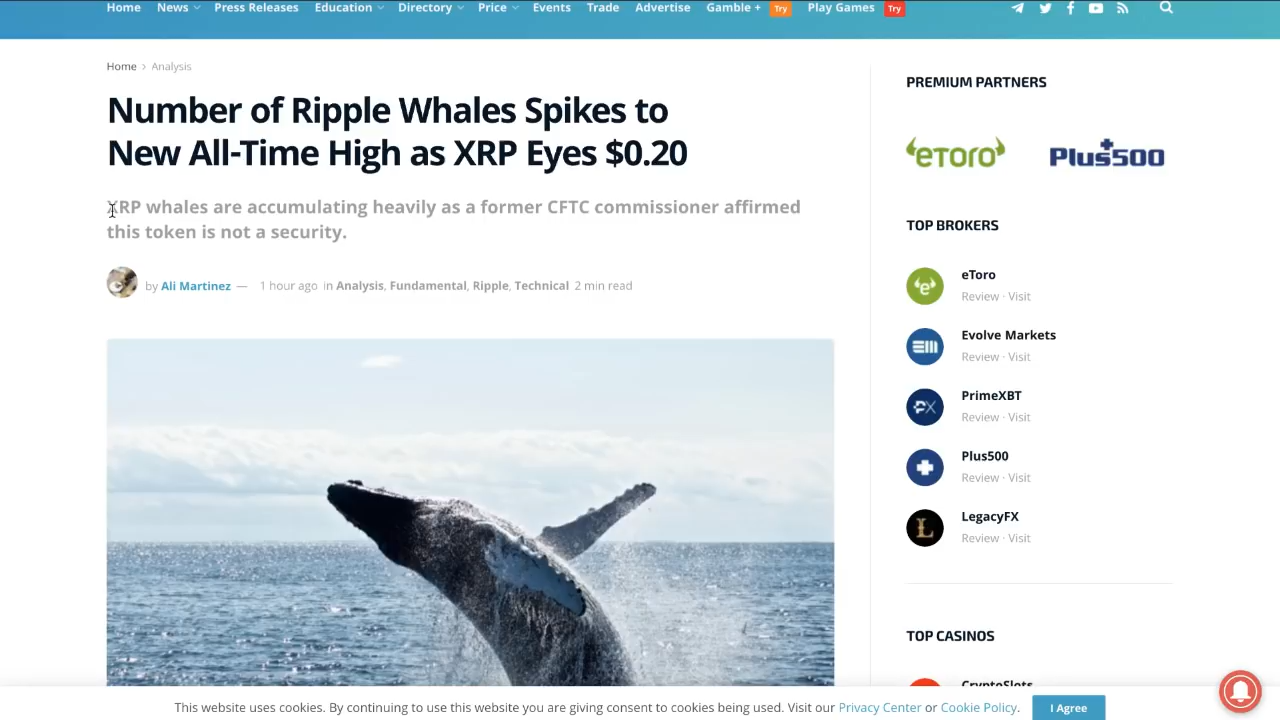 Home News Press Releases Education Directory Price Events Trade Advertise Gamble + Try Play Games Try
Home > Analysis
Number of Ripple Whales Spikes to
New All-Time High as XRP Eyes $0.20
XRP whales are accumulating heavily as a former CFTC commissioner affirmed
this token is not a security.
by Ali Martinez — 1 hour ago in Analysis, Fundamental, Ripple, Technical 2 min read
PREMIUM PARTNERS
eTORO Plus500
TOP BROKERS
eToro
Review · Visit
Evolve Markets
Review · Visit
PrimeXBT
Review · Visit
Plus500
Review · Visit
LegacyFX
Review · Visit
TOP CASINOS
CryptoSlots
This website uses cookies. By continuing to use this website you are giving consent to cookies being used. Visit our Privacy Center or Cookie Policy. I Agree